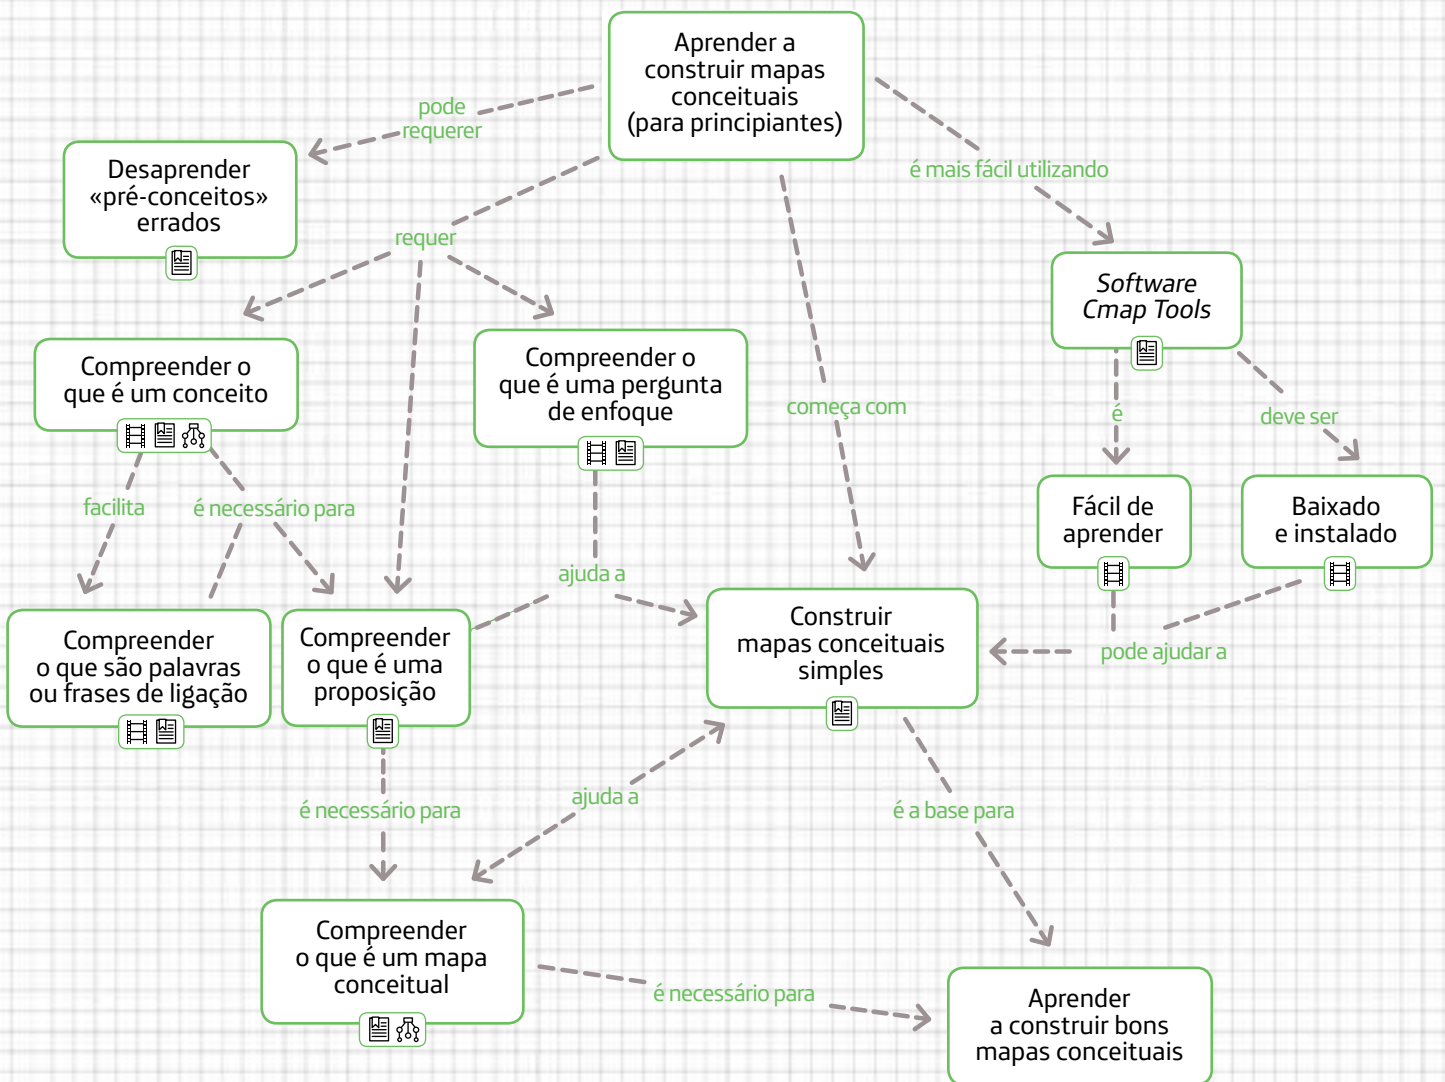 Aprender a
construir mapas
conceituais
(para principiantes)
pode
requerer
é mais fácil utilizando
Desaprender
«pré-conceitos»
errados
requer
Software
Cmap Tools
Compreender o
que é um conceito
Compreender o
que é uma pergunta
de enfoque
começa com
é
deve ser
facilita
é necessário para
Fácil de
aprender
Baixado
e instalado
ajuda a
Compreender
o que são palavras
ou frases de ligação
Compreender
o que é uma
proposição
Construir
mapas conceituais
simples
pode ajudar a
é necessário para
ajuda a
é a base para
Compreender
o que é um mapa
conceitual
é necessário para
Aprender
a construir bons
mapas conceituais